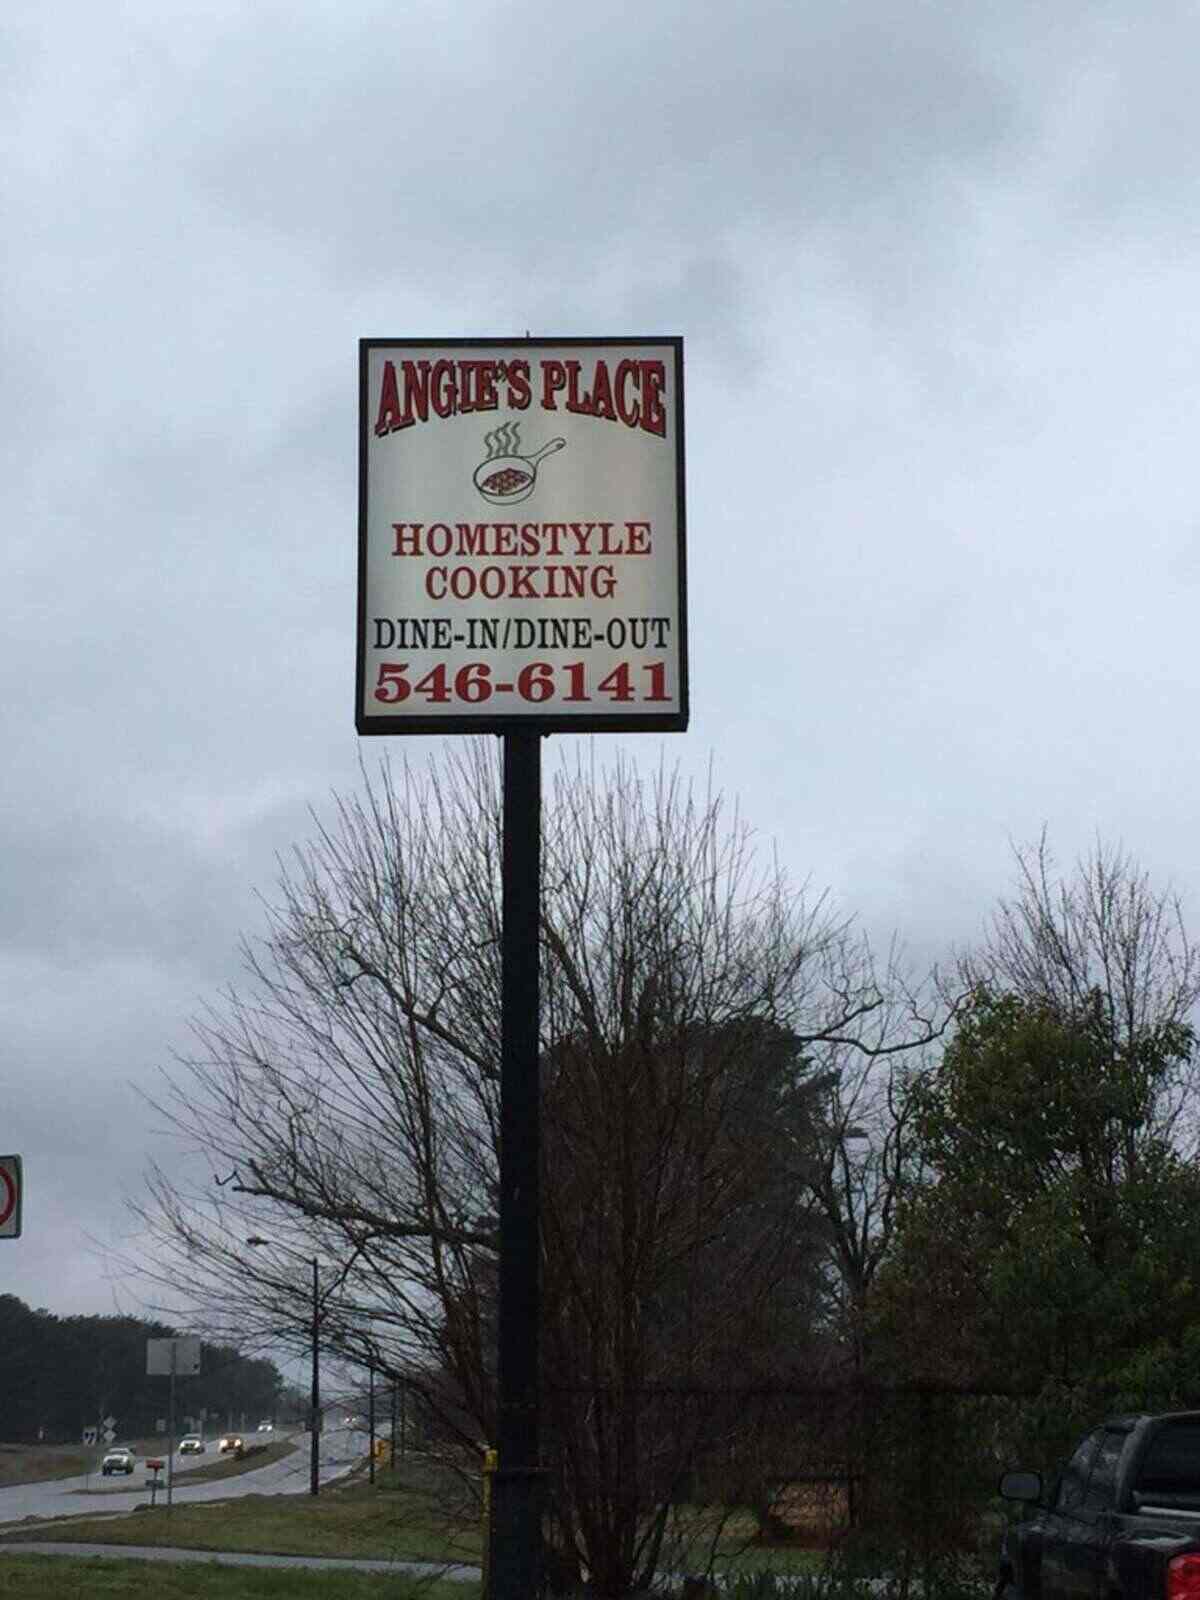 ANGIE'S PLACE
HOMESTYLE
COOKING
DINE-IN/DINE-OUT
546-6141